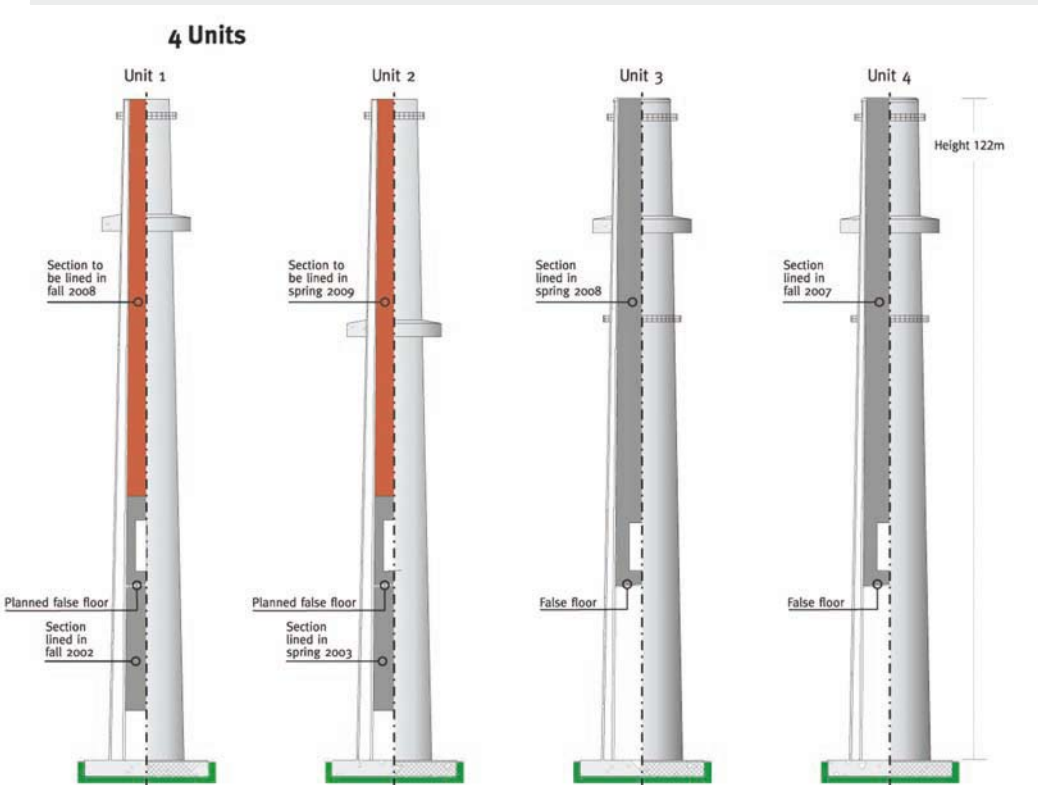 4 Units
Unit 1
Unit 2
Unit 3
Unit 4
Height 122m
Section to
be lined in
fall 2008
Section to
be lined in
spring 2009
Section
lined in
spring 2008
Section
lined in
fall 2007
Planned false floor
Planned false floor
False floor
False floor
Section
lined in
fall 2002
Section
lined in
spring 2003